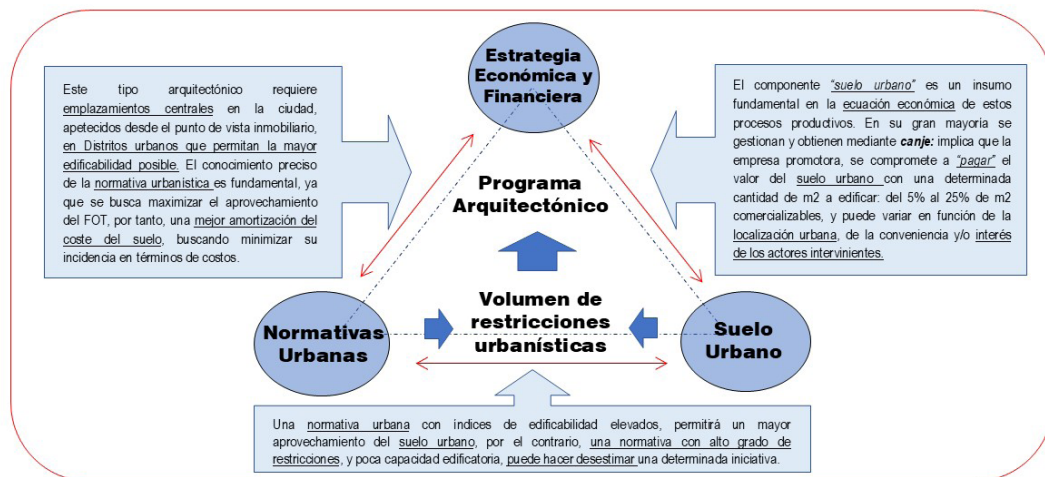 Estrategia
Económica y
Financiera
Este tipo arquitectónico requiere
emplazamientos centrales en la ciudad,
apetecidos desde el punto de vista inmobiliario,
en Distritos urbanos que permitan la mayor
edificabilidad posible. El conocimiento preciso
de la normativa urbanística es fundamental, ya
que se busca maximizar el aprovechamiento
del FOT, por tanto, una mejor amortización del
coste del suelo, buscando minimizar su
incidencia en términos de costos.
El componente "suelo urbano" es un insumo
fundamental en la ecuación económica de estos
procesos productivos. En su gran mayoría se
gestionan y obtienen mediante canje: implica que la
empresa promotora, se compromete a "pagar" el
valor del suelo urbano con una determinada
cantidad de m2 a edificar: del 5% al 25% de m2
comercializables, y puede variar en función de la
localización urbana, de la conveniencia y/o interés
de los actores intervinientes.
Programa
Arquitectónico
Volumen de
restricciones
urbanísticas
Normativas
Urbanas
Suelo
Urbano
Una normativa urbana con índices de edificabilidad elevados, permitirá un mayor
aprovechamiento del suelo urbano, por el contrario, una normativa con alto grado de
restricciones, y poca capacidad edificatoria, puede hacer desestimar una determinada iniciativa.